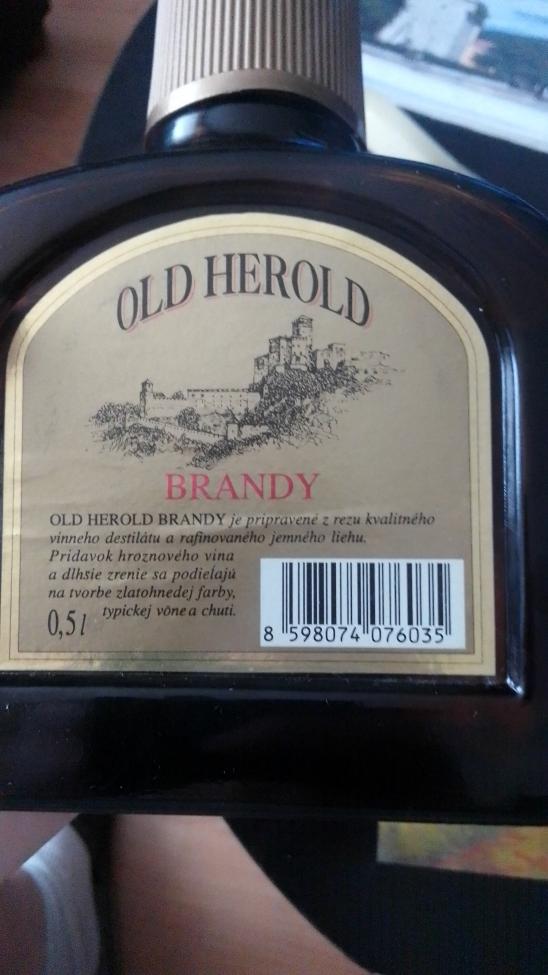 OLD HEROLD
BRANDY
OLD HEROLD BRANDY je pripravené z rezu kvalitného
vínneho destilátu a rafinovaného jemného liehu.
Prídavok hroznového vína
a dlhšie zrenie sa podieľajú
na tvorbe zlatohnedej farby,
typickej vône a chuti.
0,5 l
8 598074 076035